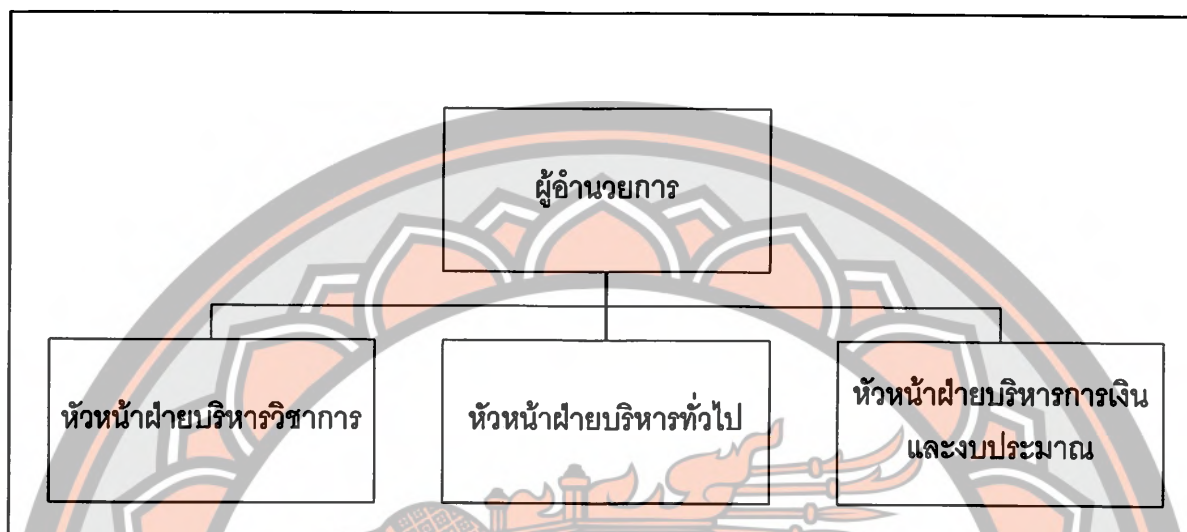 ผู้อำนวยการ
หัวหน้าฝ่ายบริหารวิชาการ
หัวหน้าฝ่ายบริหารทั่วไป
หัวหน้าฝ่ายบริหารการเงิน
และงบประมาณ